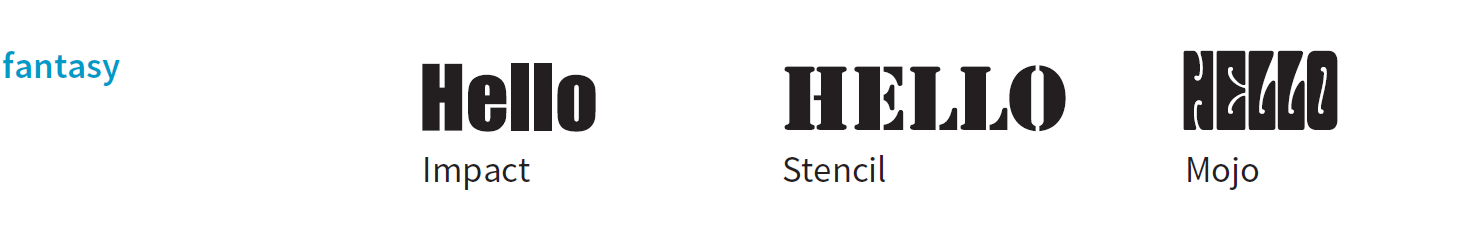 fantasy
Hello HELLO HELLO
Impact Stencil Mojo